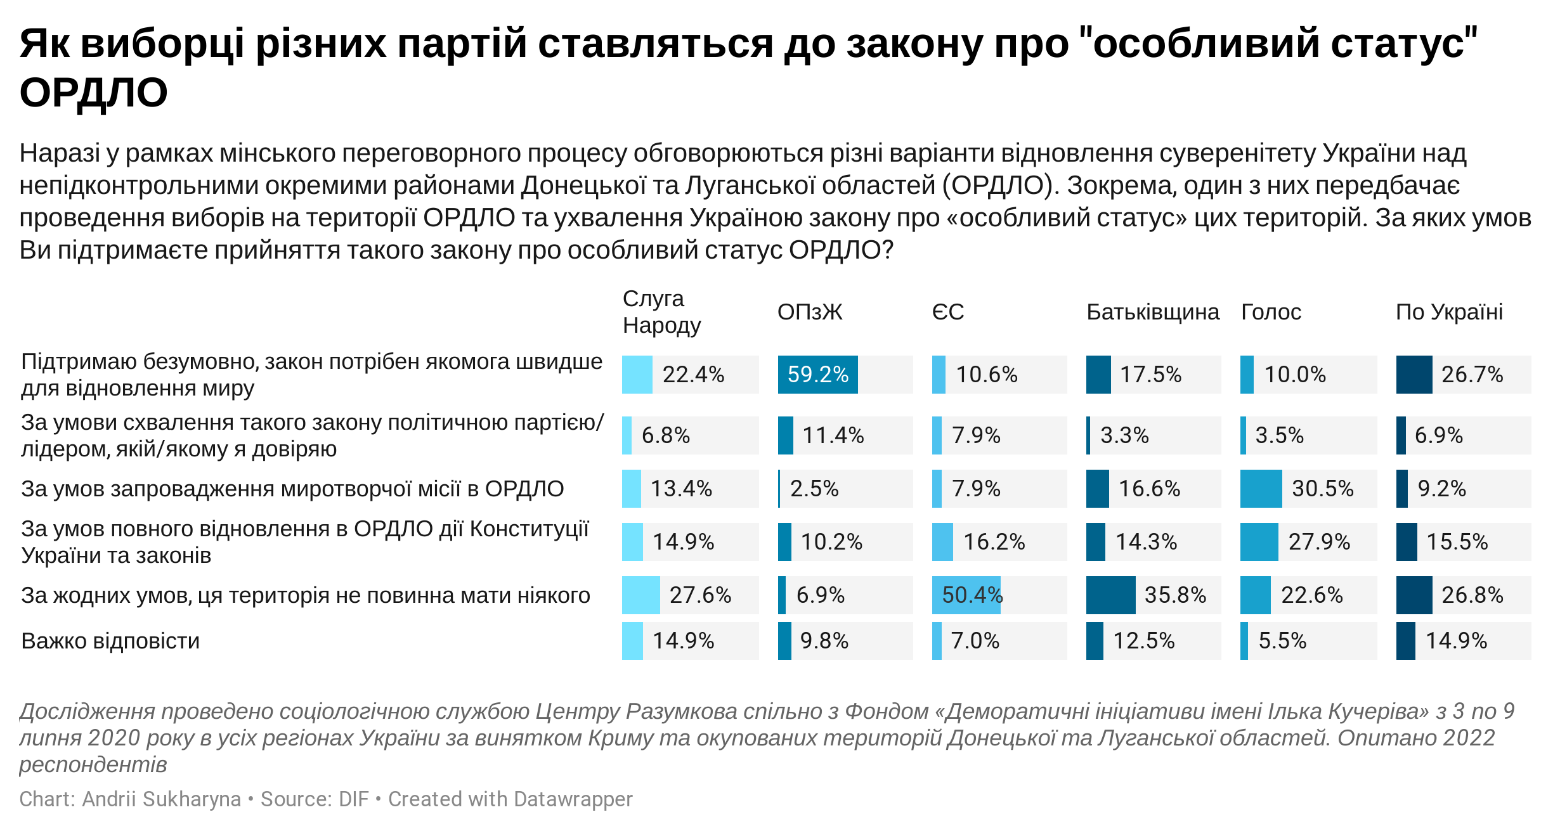 Як виборці різних партій ставляться до закону про "особливий статус"
ОРДЛО
Наразі у рамках мінського переговорного процесу обговорюються різні варіанти відновлення суверенітету України над
непідконтрольними окремими районами Донецької та Луганської областей (ОРДЛО). Зокрема, один з них передбачає
проведення виборів на території ОРДЛО та ухвалення Україною закону про «особливий статус» цих територій. За яких умов
Ви підтримаєте прийняття такого закону про особливий статус ОРДЛО?
Слуга
Народу
ОПзЖ
ЄС
Батьківщина
Голос
По Україні
Підтримаю безумовно, закон потрібен якомога швидше
для відновлення миру
22.4% 59.2% 10.6% 17.5% 10.0% 26.7%
За умови схвалення такого закону політичною партією/
лідером, якій/якому я довіряю
6.8% 11.4% 7.9% 3.3% 3.5% 6.9%
За умов запровадження миротворчої місії в ОРДЛО 13.4% 2.5% 7.9% 16.6% 30.5% 9.2%
За умов повного відновлення в ОРДЛО дії Конституції
України та законів
14.9% 10.2% 16.2% 14.3% 27.9% 15.5%
За жодних умов, ця територія не повинна мати ніякого 27.6% 6.9% 50.4% 35.8% 22.6% 26.8%
Важко відповісти 14.9% 9.8% 7.0% 12.5% 5.5% 14.9%
Дослідження проведено соціологічною службою Центру Разумкова спільно з Фондом «Деморатичні ініціативи імені Ілька Кучеріва» з 3 по 9
липня 2020 року в усіх регіонах України за винятком Криму та окупованих територій Донецької та Луганської областей. Опитано 2022
респондентів
Chart: Andrii Sukharyna • Source: DIF • Created with Datawrapper